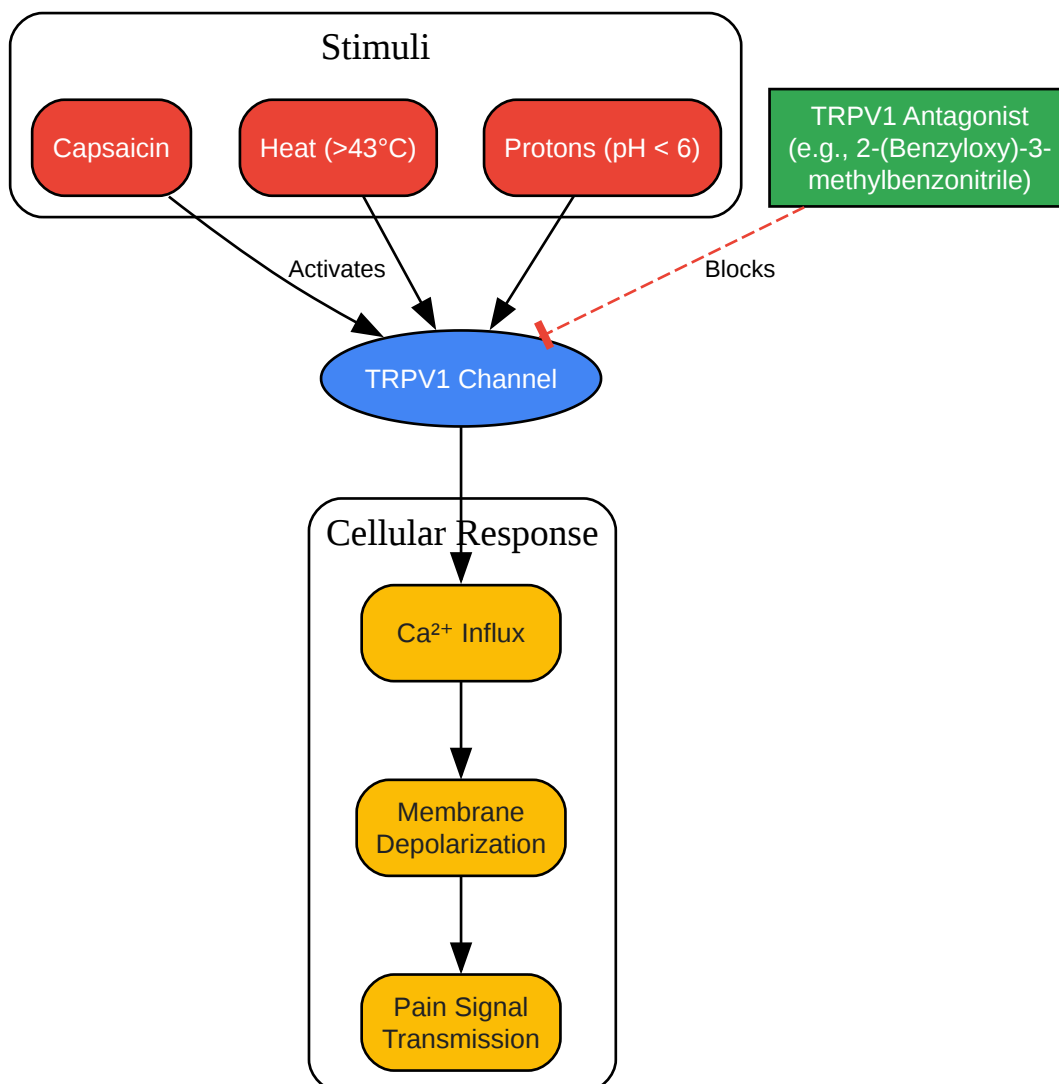 Stimuli
Capsaicin
Heat (>43°C)
Protons (pH < 6)
TRPV1 Antagonist
(e.g., 2-(Benzyloxy)-3-
methylbenzonitrile)
Activates
Blocks
TRPV1 Channel
Cellular Response
Ca²⁺ Influx
Membrane
Depolarization
Pain Signal
Transmission